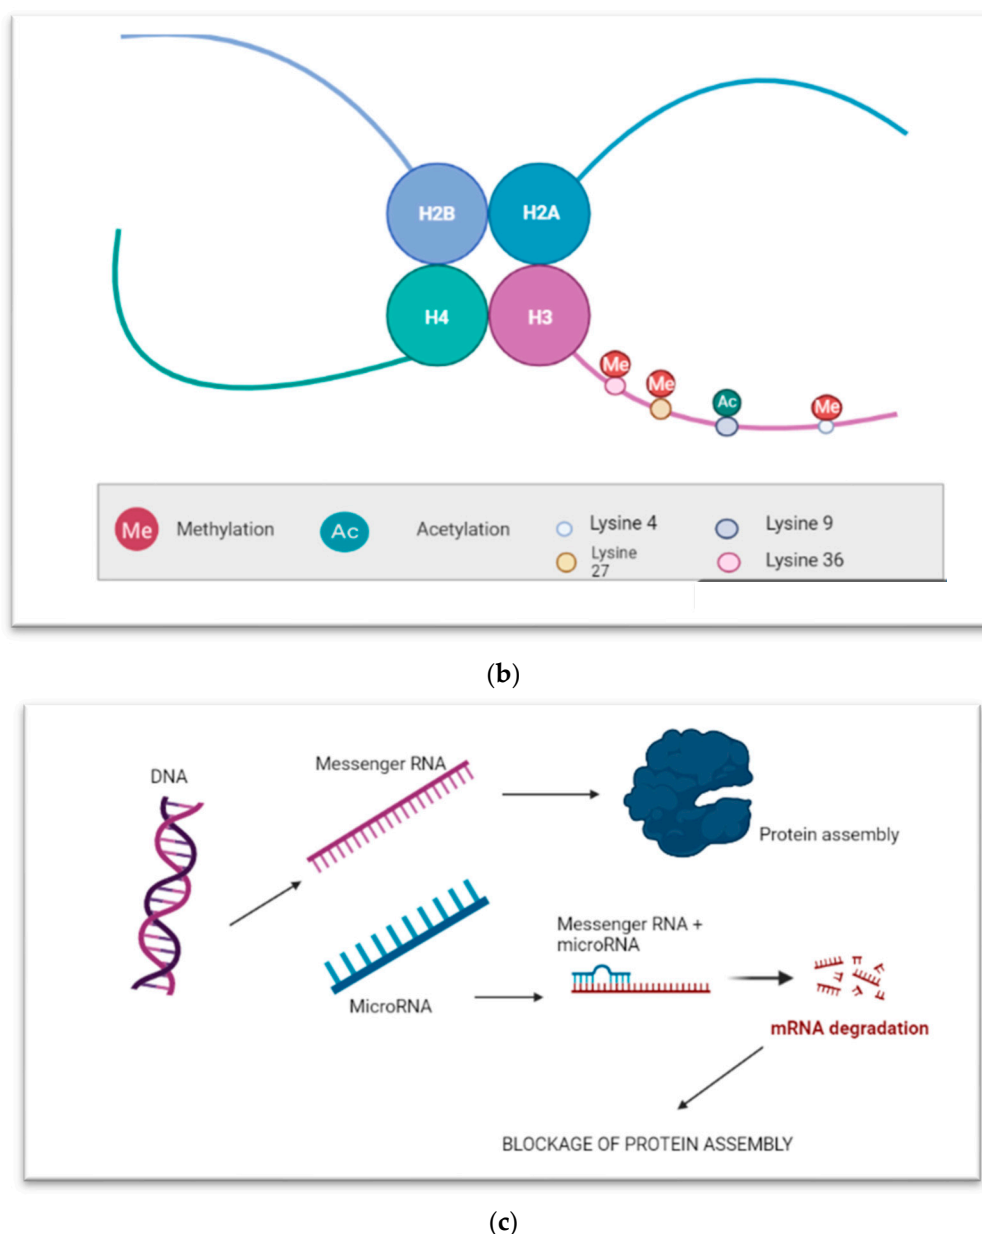 H2B
H2A
H4
H3
Me
Me
Ac
Me
Me
Methylation
Ac
Acetylation
Lysine 4
Lysine 9
Lysine
27
Lysine 36
(b)
DNA
Messenger RNA
Protein assembly
MicroRNA
Messenger RNA +
microRNA
mRNA degradation
BLOCKAGE OF PROTEIN ASSEMBLY
(c)